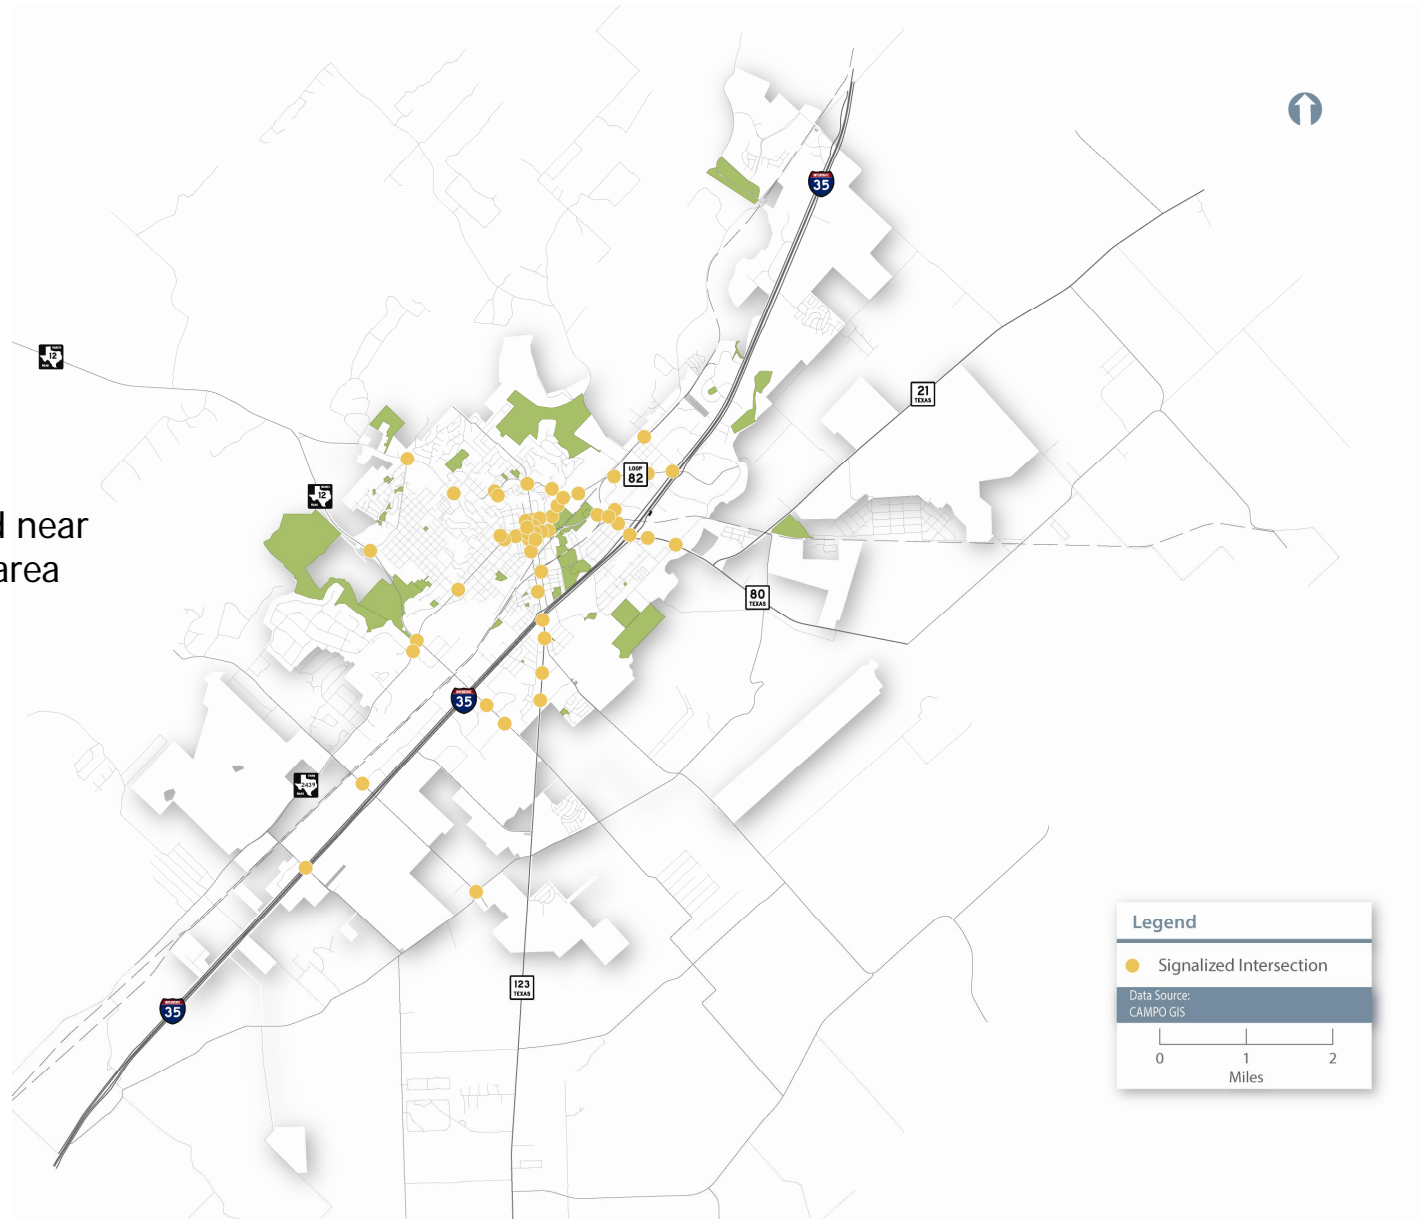 35
12
21
TEXAS
LOOP
82
12
d near
area
80
TEXAS
35
2439
Legend
Signalized Intersection
123
TEXAS
Data Source:
CAMPO GIS
35
0 1 2
Miles